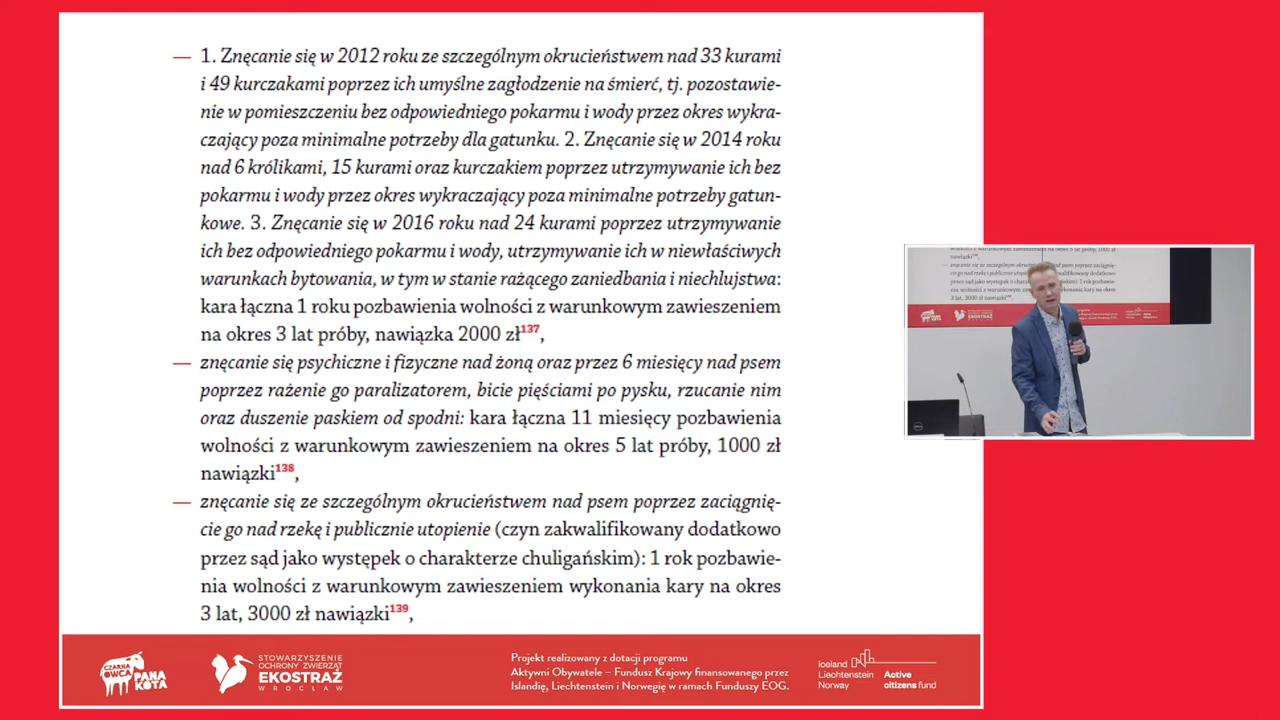 — 1. Znęcanie się w 2012 roku ze szczególnym okrucieństwem nad 33 kurami
i 49 kurczakami poprzez ich umyślne zagłodzenie na śmierć, tj. pozostawie-
nie w pomieszczeniu bez odpowiedniego pokarmu i wody przez okres wykra-
czający poza minimalne potrzeby dla gatunku. 2. Znęcanie się w 2014 roku
nad 6 królikami, 15 kurami oraz kurczakiem poprzez utrzymywanie ich bez
pokarmu i wody przez okres wykraczający poza minimalne potrzeby gatun-
kowe. 3. Znęcanie się w 2016 roku nad 24 kurami poprzez utrzymywanie
ich bez odpowiedniego pokarmu i wody, utrzymywanie ich w niewłaściwych
warunkach bytowania, w tym w stanie rażącego zaniedbania i niechlujstwa:
kara łączna 1 roku pozbawienia wolności z warunkowym zawieszeniem
na okres 3 lat próby, nawiązka 2000 zł137,
— znęcanie się psychiczne i fizyczne nad żoną oraz przez 6 miesięcy nad psem
poprzez rażenie go paralizatorem, bicie pięściami po pysku, rzucanie nim
oraz duszenie paskiem od spodni: kara łączna 11 miesięcy pozbawienia
wolności z warunkowym zawieszeniem na okres 5 lat próby, 1000 zł
nawiązki138,
— znęcanie się ze szczególnym okrucieństwem nad psem poprzez zaciągnię-
cie go nad rzekę i publicznie utopienie (czyn zakwalifikowany dodatkowo
przez sąd jako występek o charakterze chuligańskim): 1 rok pozbawie-
nia wolności z warunkowym zawieszeniem wykonania kary na okres
3 lat, 3000 zł nawiązki139,
CZARNA
OWCA
PANA
KOTA
STOWARZYSZENIE
OCHRONY ZWIERZĄT
EKOSTRAŻ
WROCŁAW
Projekt realizowany z dotacji programu
Aktywni Obywatele – Fundusz Krajowy finansowanego przez
Islandię, Liechtenstein i Norwegię w ramach Funduszy EOG.
Iceland
Liechtenstein
Norway
Active
citizens fund